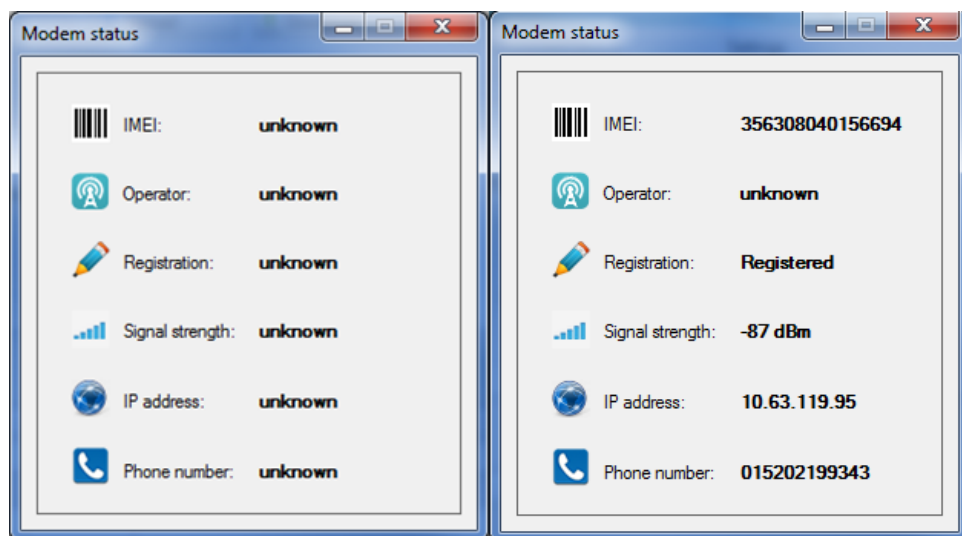 Modem status
IMEI: unknown
Operator: unknown
Registration: unknown
Signal strength: unknown
IP address: unknown
Phone number: unknown
Modem status
IMEI: 356308040156694
Operator: unknown
Registration: Registered
Signal strength: -87 dBm
IP address: 10.63.119.95
Phone number: 015202199343